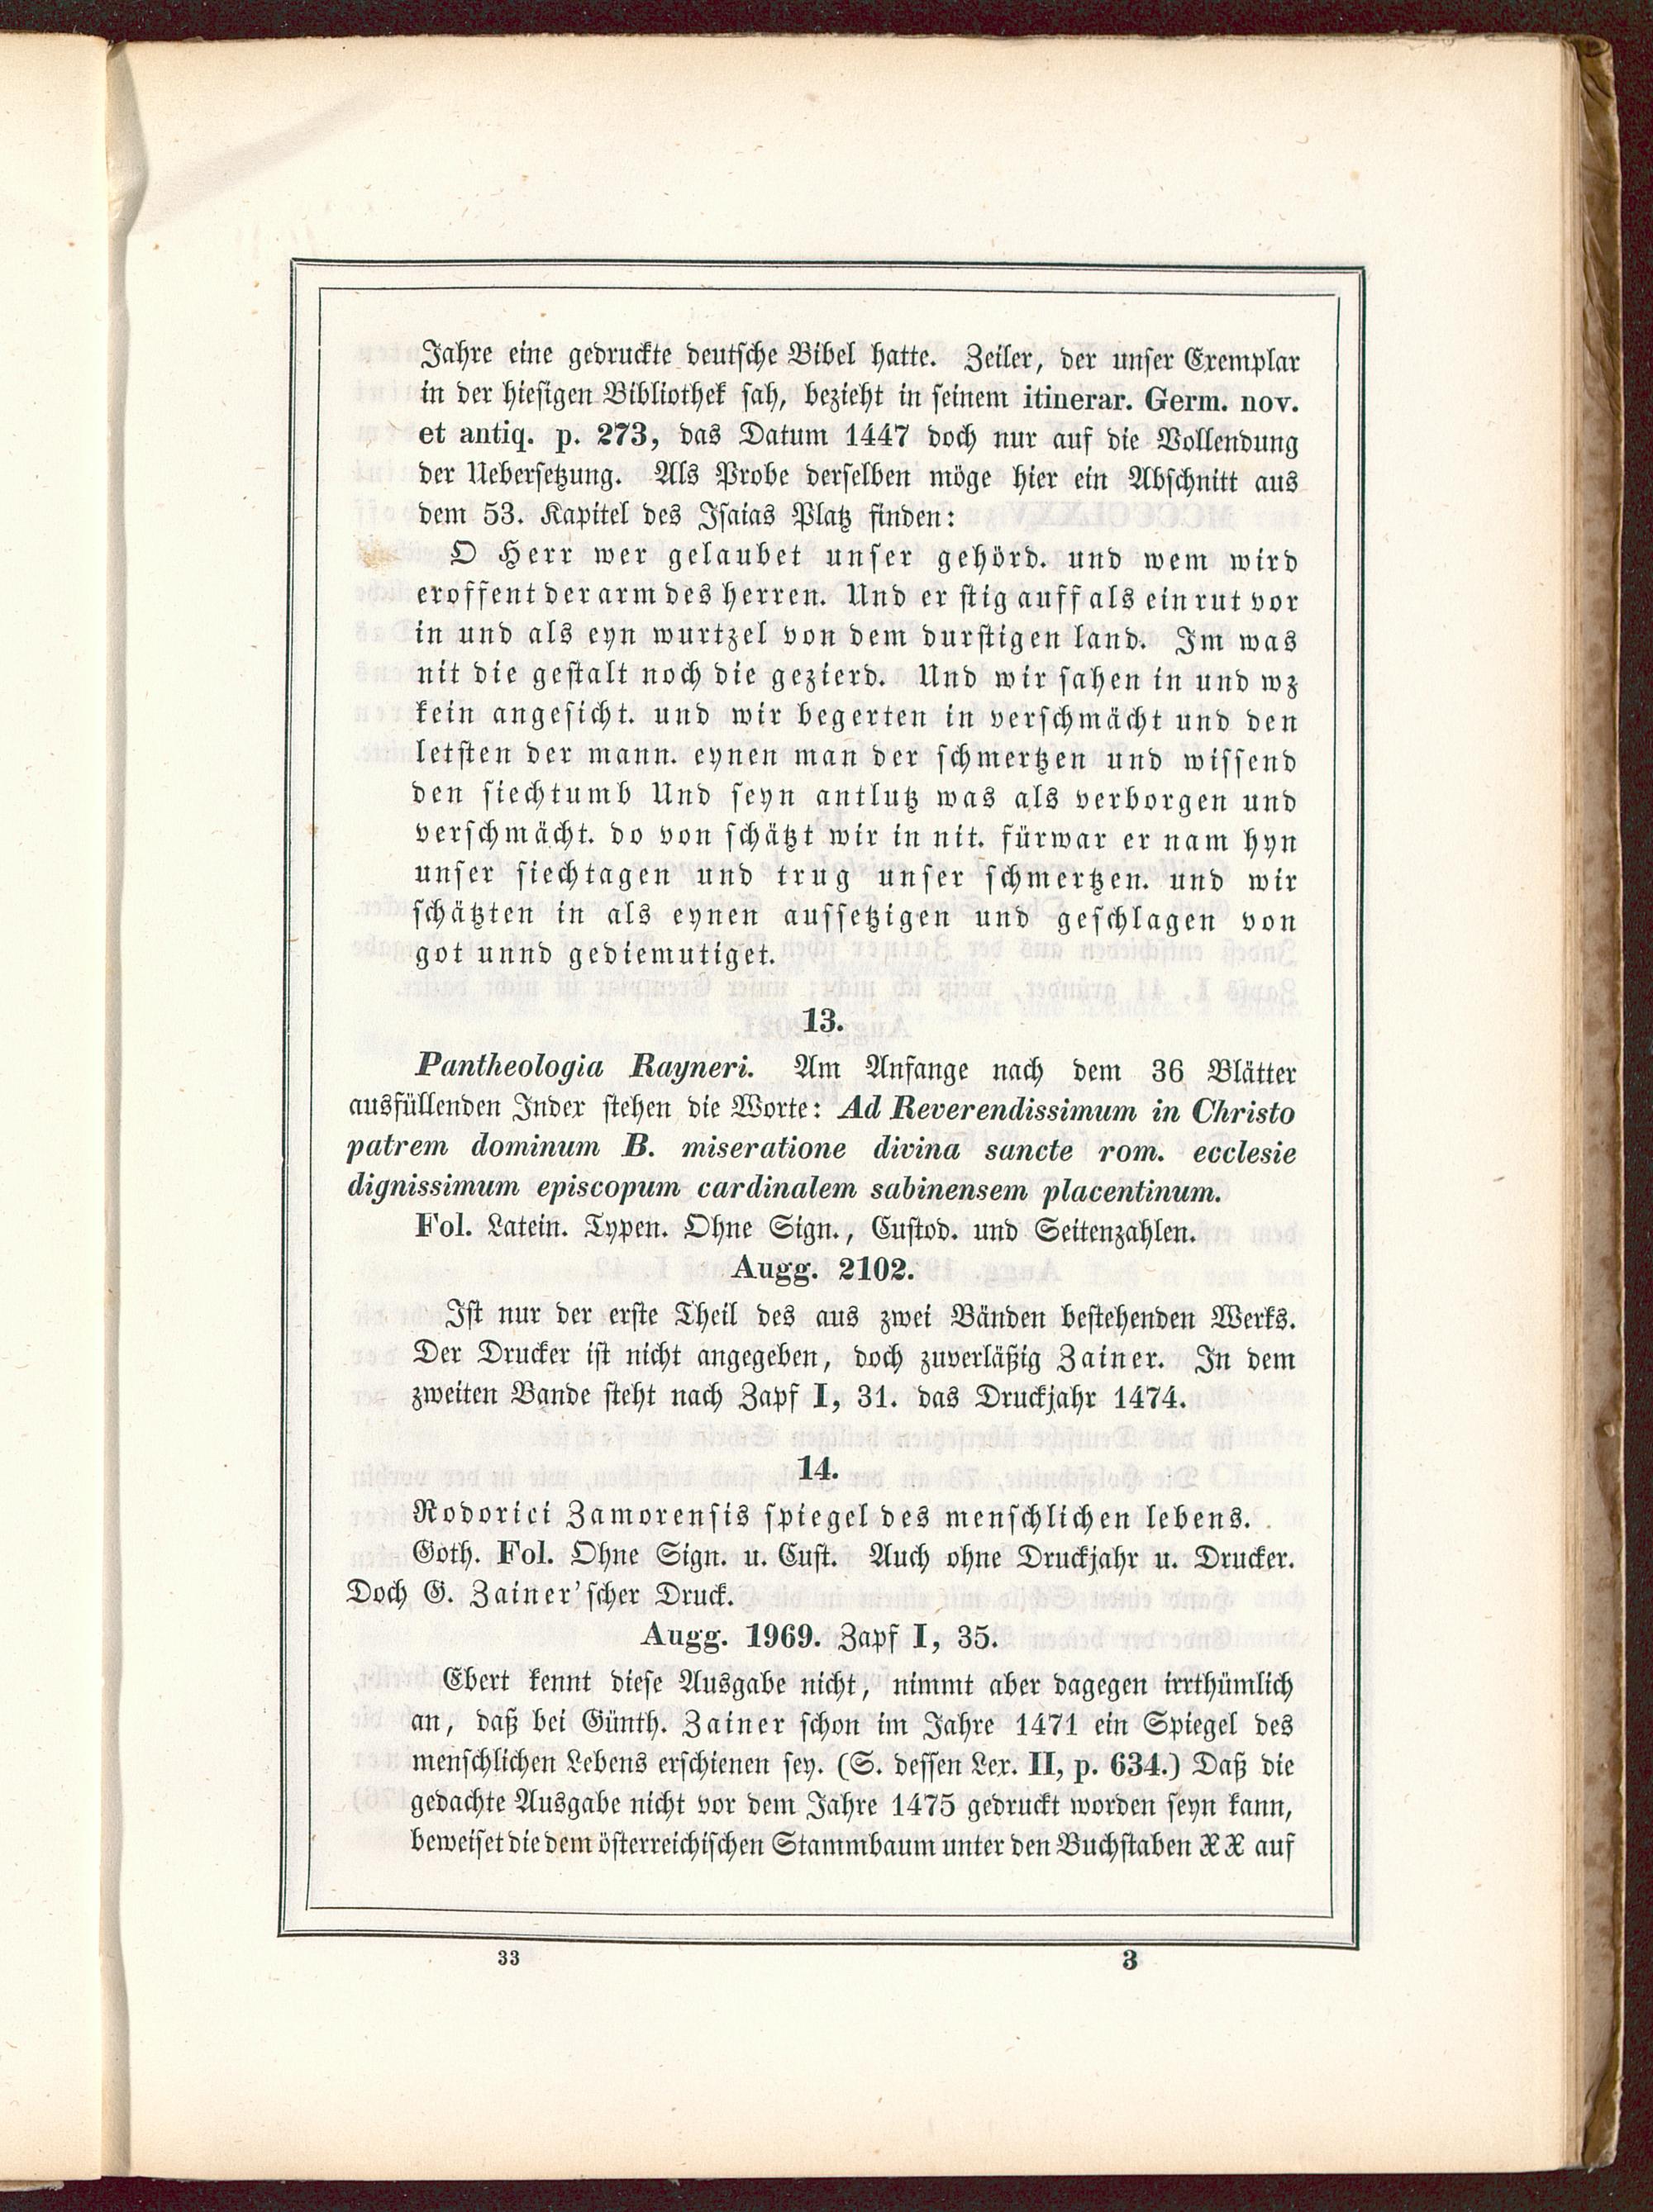 Jahre eine gedruckte deutsche Bibel hatte. Zeiler, der unser Exemplar
in der hiesigen Bibliothek sah, bezieht in seinem itinerar. Germ. nov.
et antiq. p. 273, das Datum 1447 doch nur auf die Vollendung
der Uebersetzung. Als Probe derselben möge hier ein Abschnitt aus
dem 53. Kapitel des Isaias Platz finden:
O Herr wer gelaubet unser gehörd. und wem wird
eroffent der arm des herren. Und er stig auff als ein rut vor
in und als eyn wurtzel von dem durstigen land. Im was
nit die gestalt noch die gezierd. Und wir sahen in und wz
kein angesicht. und wir begerten in verschmächt und den
letsten der mann. eynen man der schmertzen und wissend
den siechtumb Und seyn antlutz was als verborgen und
verschmächt. do von schätzt wir in nit. fürwar er nam hyn
unser siechtagen und trug unser schmertzen. und wir
schätzten in als eynen aussetzigen und geschlagen von
got unnd gediemutiget.
13.
Pantheologia Rayneri. Am Anfange nach dem 36 Blätter
ausfüllenden Index stehen die Worte: Ad Reverendissimum in Christo
patrem dominum B. miseratione divina sancte rom. ecclesie
dignissimum episcopum cardinalem sabinensem placentinum.
Fol. Latein. Typen. Ohne Sign., Custod. und Seitenzahlen.
Augg. 2102.
Ist nur der erste Theil des aus zwei Bänden bestehenden Werks.
Der Drucker ist nicht angegeben, doch zuverläßig Zainer. In dem
zweiten Bande steht nach Zapf I, 31. das Druckjahr 1474.
14.
Rodorici Zamorensis spiegel des menschlichen lebens.
Goth. Fol. Ohne Sign. u. Cust. Auch ohne Druckjahr u. Drucker.
Doch G. Zainer'scher Druck.
Augg. 1969. Zapf I, 35.
Ebert kennt diese Ausgabe nicht, nimmt aber dagegen irrthümlich
an, daß bei Günth. Zainer schon im Jahre 1471 ein Spiegel des
menschlichen Lebens erschienen sey. (S. dessen Lex. II, p. 634.) Daß die
gedachte Ausgabe nicht vor dem Jahre 1475 gedruckt worden seyn kann,
beweiset die dem österreichischen Stammbaum unter den Buchstaben XX auf
33 3